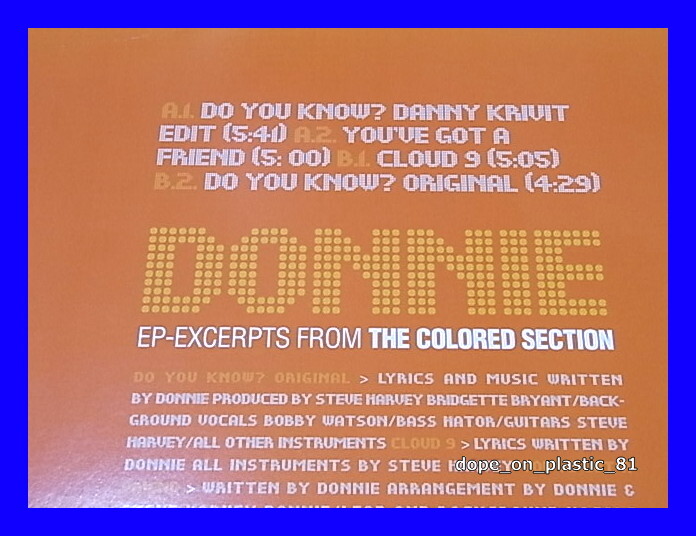 A.1. DO YOU KNOW? DANNY KRIVIT
EDIT (5:41) A.2. YOU'VE GOT A
FRIEND (5: 00) B.1. CLOUD 9 (5:05)
B.2. DO YOU KNOW? ORIGINAL (4:29)
DONNIE
EP-EXCERPTS FROM THE COLORED SECTION
DO YOU KNOW? ORIGINAL > LYRICS AND MUSIC WRITTEN
BY DONNIE PRODUCED BY STEVE HARVEY BRIDGETTE BRYANT/BACK-
GROUND VOCALS BOBBY WATSON/BASS HATOR/GUITARS STEVE
HARVEY/ALL OTHER INSTRUMENTS CLOUD 9 > LYRICS WRITTEN BY
DONNIE ALL INSTRUMENTS BY STEVE
dope_on_plastic_81
> WRITTEN BY DONNIE ARRANGEMENT BY DONNIE &